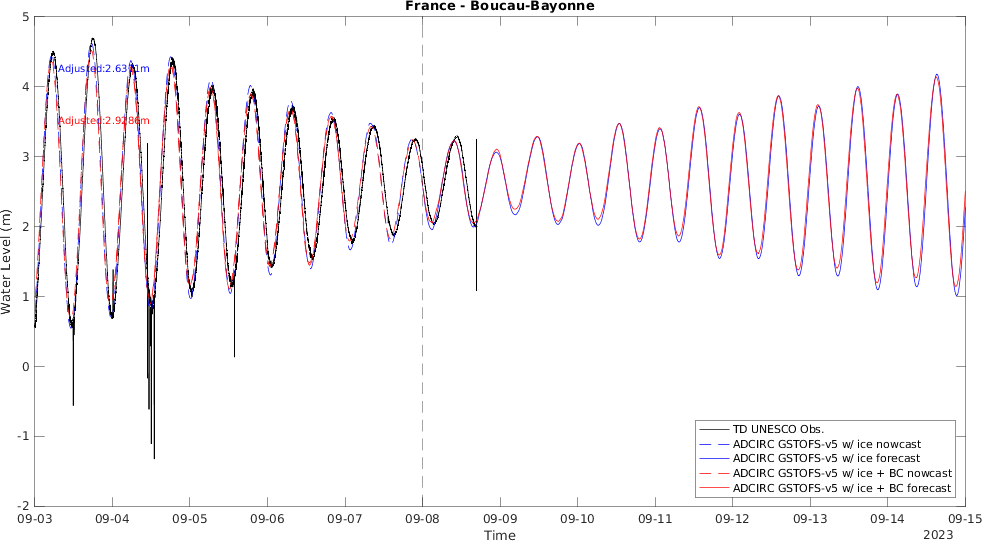 France - Boucau-Bayonne
Water Level (m)
5
4
3
2
1
0
-1
-2
Adjusted:2.6371m
Adjusted:2.9286m
TD UNESCO Obs.
ADCIRC GSTOFS-v5 w/ ice nowcast
ADCIRC GSTOFS-v5 w/ ice forecast
ADCIRC GSTOFS-v5 w/ ice + BC nowcast
ADCIRC GSTOFS-v5 w/ ice + BC forecast
09-03 09-04 09-05 09-06 09-07 09-08 09-09 09-10 09-11 09-12 09-13 09-14 09-15
Time
2023